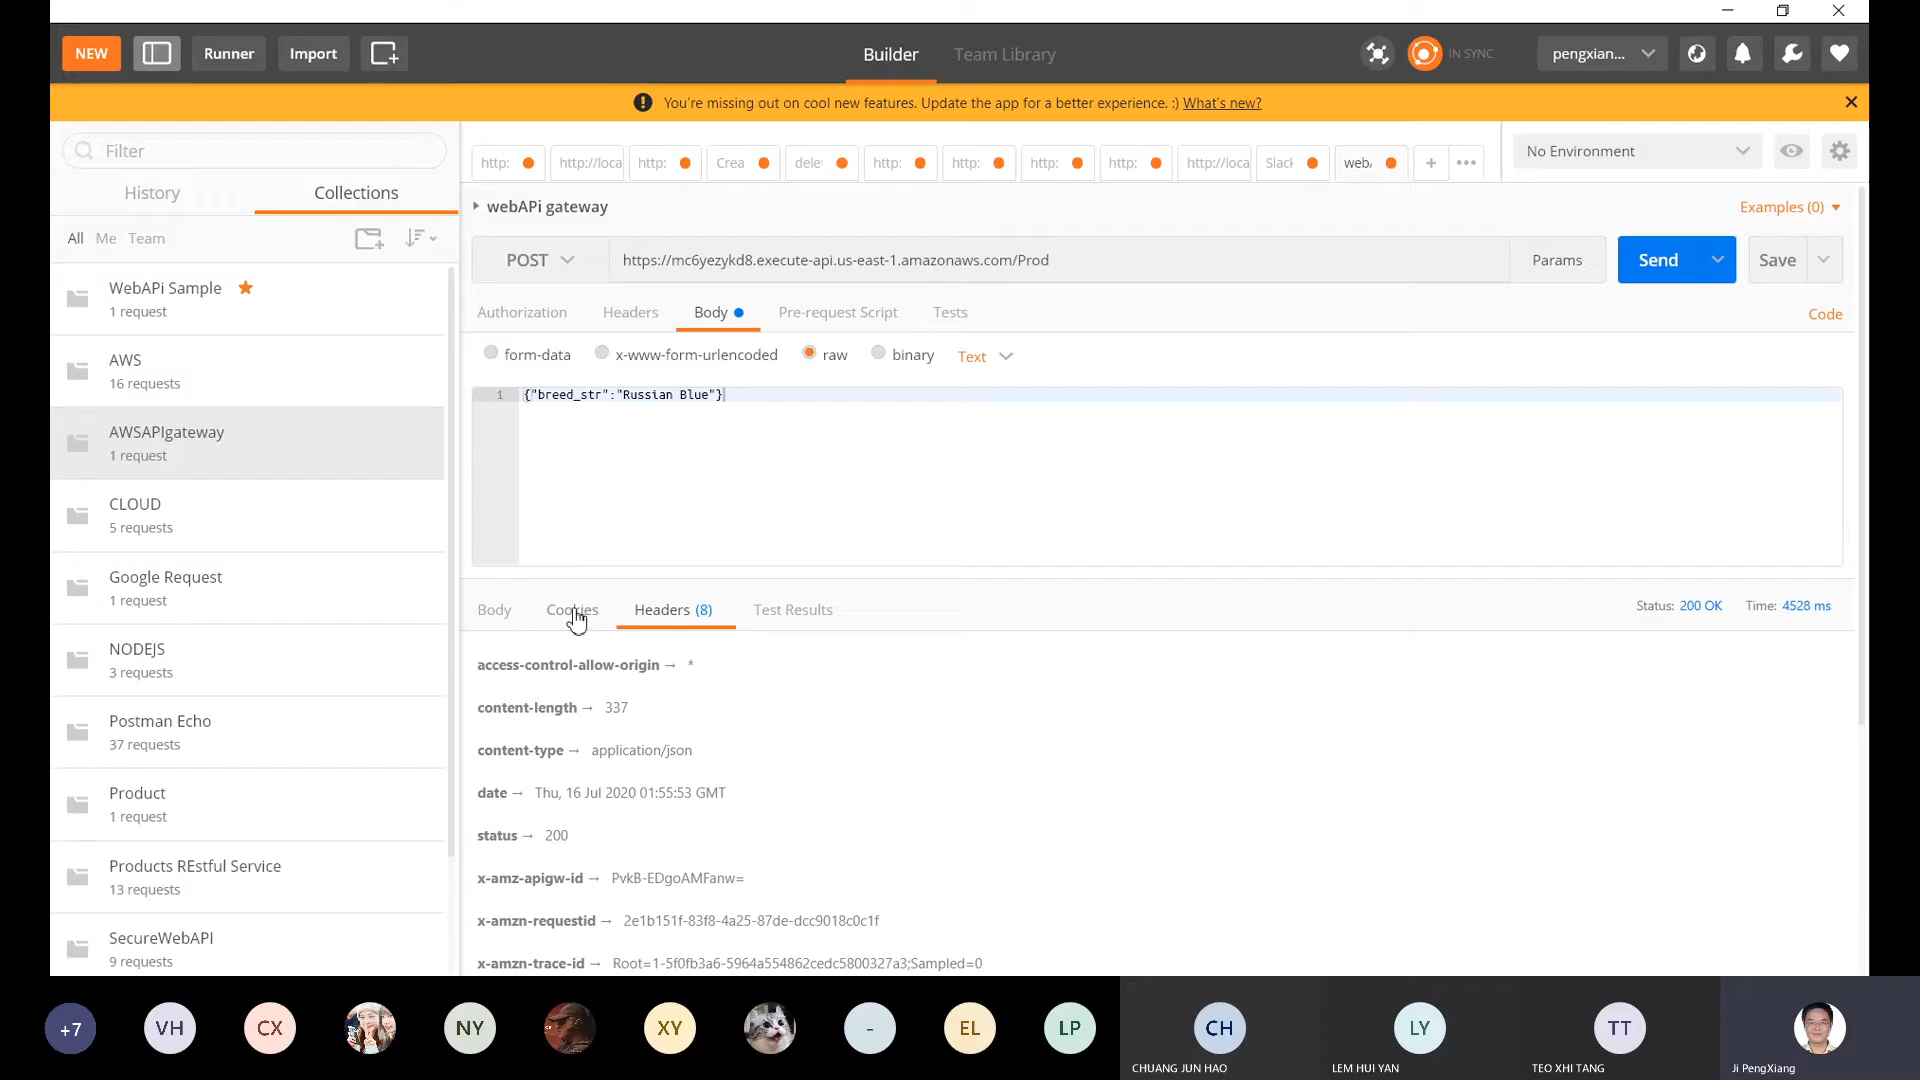 NEW
Runner
Import
Builder
Team Library
IN SYNC
pengxian...
You're missing out on cool new features. Update the app for a better experience. :) What's new?
Filter
http:
http://loca
http:
Crea
dele
http:
http:
http:
http:
http://loca
Slack
web,
No Environment
History
Collections
webAPi gateway
Examples (0)
All
Me
Team
POST
https://mc6yezykd8.execute-api.us-east-1.amazonaws.com/Prod
Params
Send
Save
WebAPi Sample
1 request
Authorization
Headers
Body
Pre-request Script
Tests
Code
form-data
x-www-form-urlencoded
raw
binary
Text
AWS
16 requests
1
{"breed_str":"Russian Blue"}
AWSAPIgateway
1 request
CLOUD
5 requests
Google Request
1 request
Body
Cookies
Headers (8)
Test Results
Status: 200 OK
Time: 4528 ms
NODEJS
3 requests
access-control-allow-origin → *
content-length → 337
Postman Echo
37 requests
content-type → application/json
date → Thu, 16 Jul 2020 01:55:53 GMT
Product
1 request
status → 200
Products REstful Service
13 requests
x-amz-apigw-id → PvkB-EDgoAMFanw=
x-amzn-requestid → 2e1b151f-83f8-4a25-87de-dcc9018c0c1f
SecureWebAPI
9 requests
x-amzn-trace-id → Root=1-5f0fb3a6-5964a554862cedc5800327a3;Sampled=0
+7
VH
CX
NY
XY
-
EL
LP
CH
LY
TT
CHUANG JUN HAO
LEM HUI YAN
TEO XHI TANG
Ji PengXiang